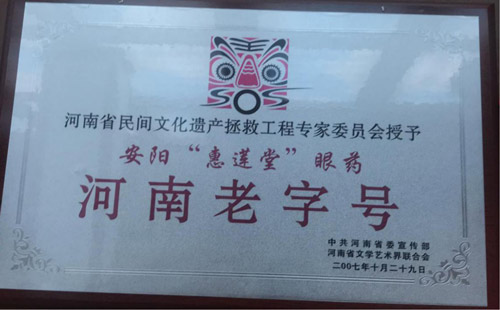 SOS
河南省民间文化遗产拯救工程专家委员会授予
安阳“惠莲堂”眼药
河南老字号
中共河南省委宣传部
河南省文学艺术界联合会
二00七年十月二十九日